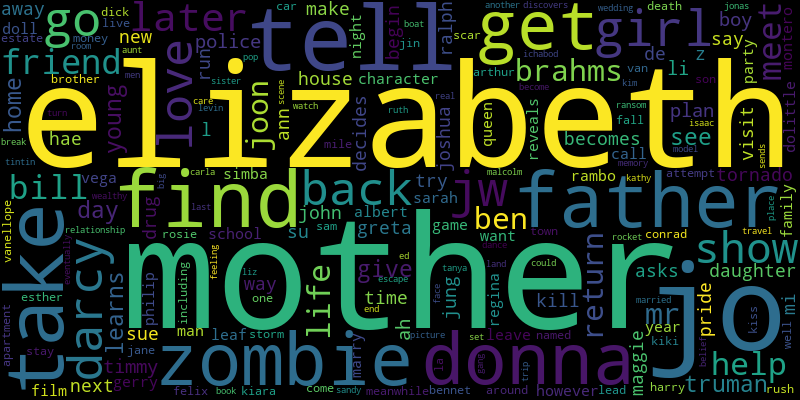 away dick car make another discovers wedding death jonas
doll live go later night begin boat tell ralph get girl boy meet montero
estate money police jin scar say party
room new run z
friend pop love house character arthur brahms de van li son
home brother aunt men sister young hae joon ann decides joshua queen ichabod become kim plan dolittle
elizabeth
break turn care levin scene watch ruth mile l reveals becomes ransom fall isaac see visit sends
tintin vega carla simba call memory model tornado
bill big find back try malcolm jw rambo kathy attempt father family
vanellope day wealthy drug last john albert sarah ben
relationship rosie school su sam greta game want town conrad travel place show
take eventually darcy mother life give tanya land rocket jo
esther learns philip including feeling liz way one ed escape jung regina could return asks daughter
apartment man time end ah face kill mr year pride kiss well mi
sue leaf storm picture set leave named maggie kiki belief help
stay jane timmy zombie marry donna la gang trip married truman
film next gerry felix book kiara come sandy meanwhile bennet around however lead harry rush